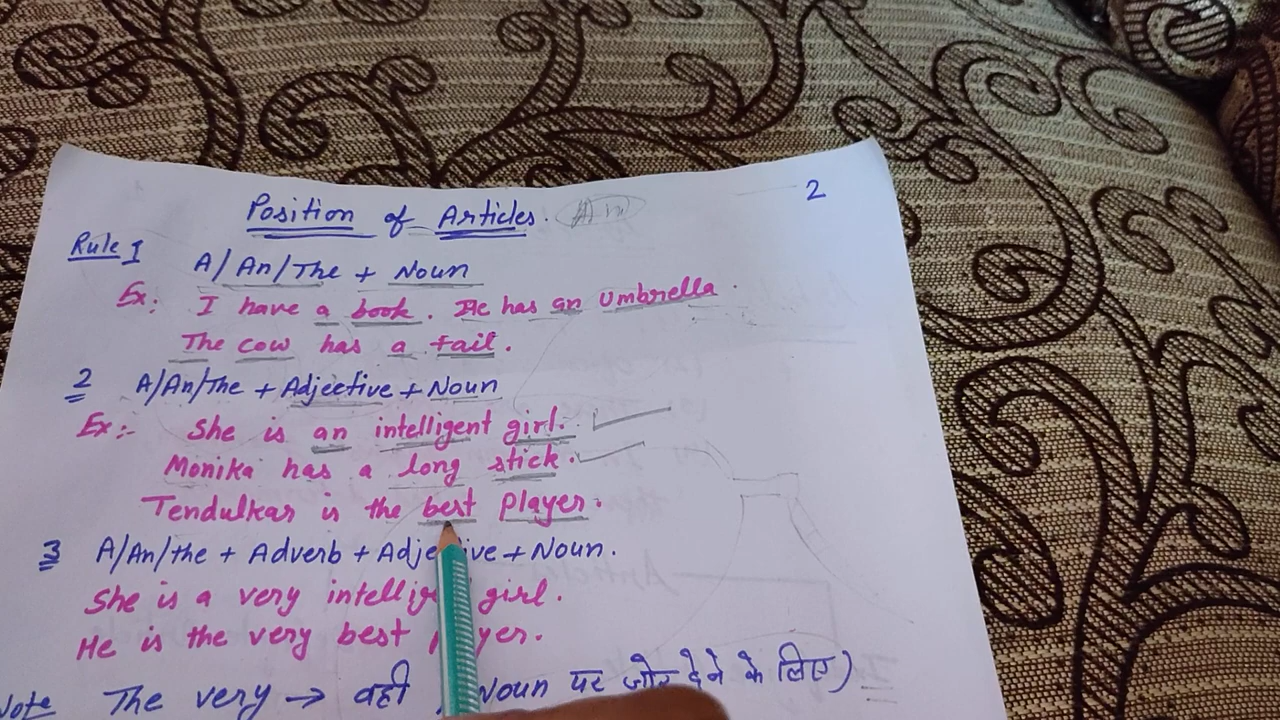 2
Position of Articles.
Rule 1
A/An/The + Noun
Ex: I have a book. He has an umbrella.
The cow has a tail.
2 A/An/The + Adjective + Noun
Ex:- She is an intelligent girl.
Monika has a long stick.
Tendulkar is the best player.
3 A/An/the + Adverb + Adje ive + Noun.
She is a very intellige girl.
He is the very best p yer.
Note The very → वही Noun पर जोर देने के लिए)